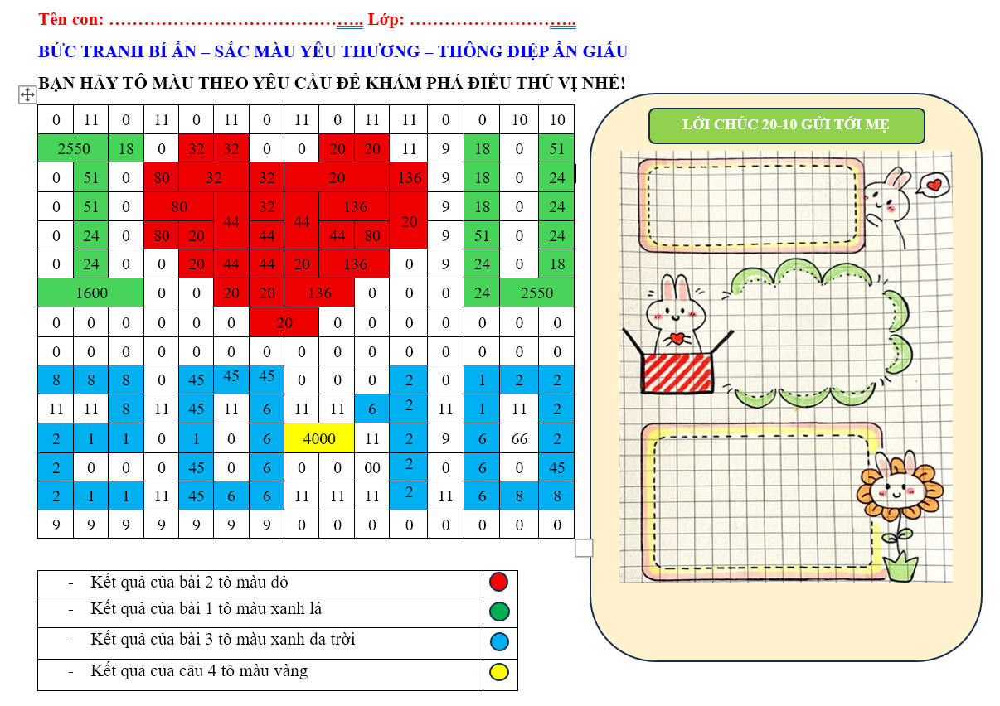 Tên con: ………………………………………….. Lớp: ………………………..
BỨC TRANH BÍ ẨN – SẮC MÀU YÊU THƯƠNG – THÔNG ĐIỆP ẨN GIẤU
BẠN HÃY TÔ MÀU THEO YÊU CẦU ĐỂ KHÁM PHÁ ĐIỀU THÚ VỊ NHÉ!
0 11 0 11 0 11 0 11 0 11 11 0 0 10 10
2550 18 0 32 32 0 0 20 20 11 9 18 0 51
0 51 0 80 32 32 20 136 9 18 0 24
0 51 0 80 44 32 44 136 20 9 18 0 24
0 24 0 80 20 44 44 80 9 51 0 24
0 24 0 0 20 44 44 20 136 0 9 24 0 18
1600 0 0 20 20 136 0 0 0 24 2550
0 0 0 0 0 0 20 0 0 0 0 0 0 0
0 0 0 0 0 0 0 0 0 0 0 0 0 0 0
8 8 8 0 45 45 45 0 0 0 2 0 1 2 2
11 11 8 11 45 11 6 11 11 6 2 11 1 11 2
2 1 1 0 1 0 6 4000 11 2 9 6 66 2
2 0 0 0 45 0 6 0 0 00 2 0 6 0 45
2 1 1 11 45 6 6 11 11 11 2 11 6 8 8
9 9 9 9 9 9 9 0 0 0 0 0 0 0 0
- Kết quả của bài 2 tô màu đỏ
- Kết quả của bài 1 tô màu xanh lá
- Kết quả của bài 3 tô màu xanh da trời
- Kết quả của câu 4 tô màu vàng
LỜI CHÚC 20-10 GỬI TỚI MẸ